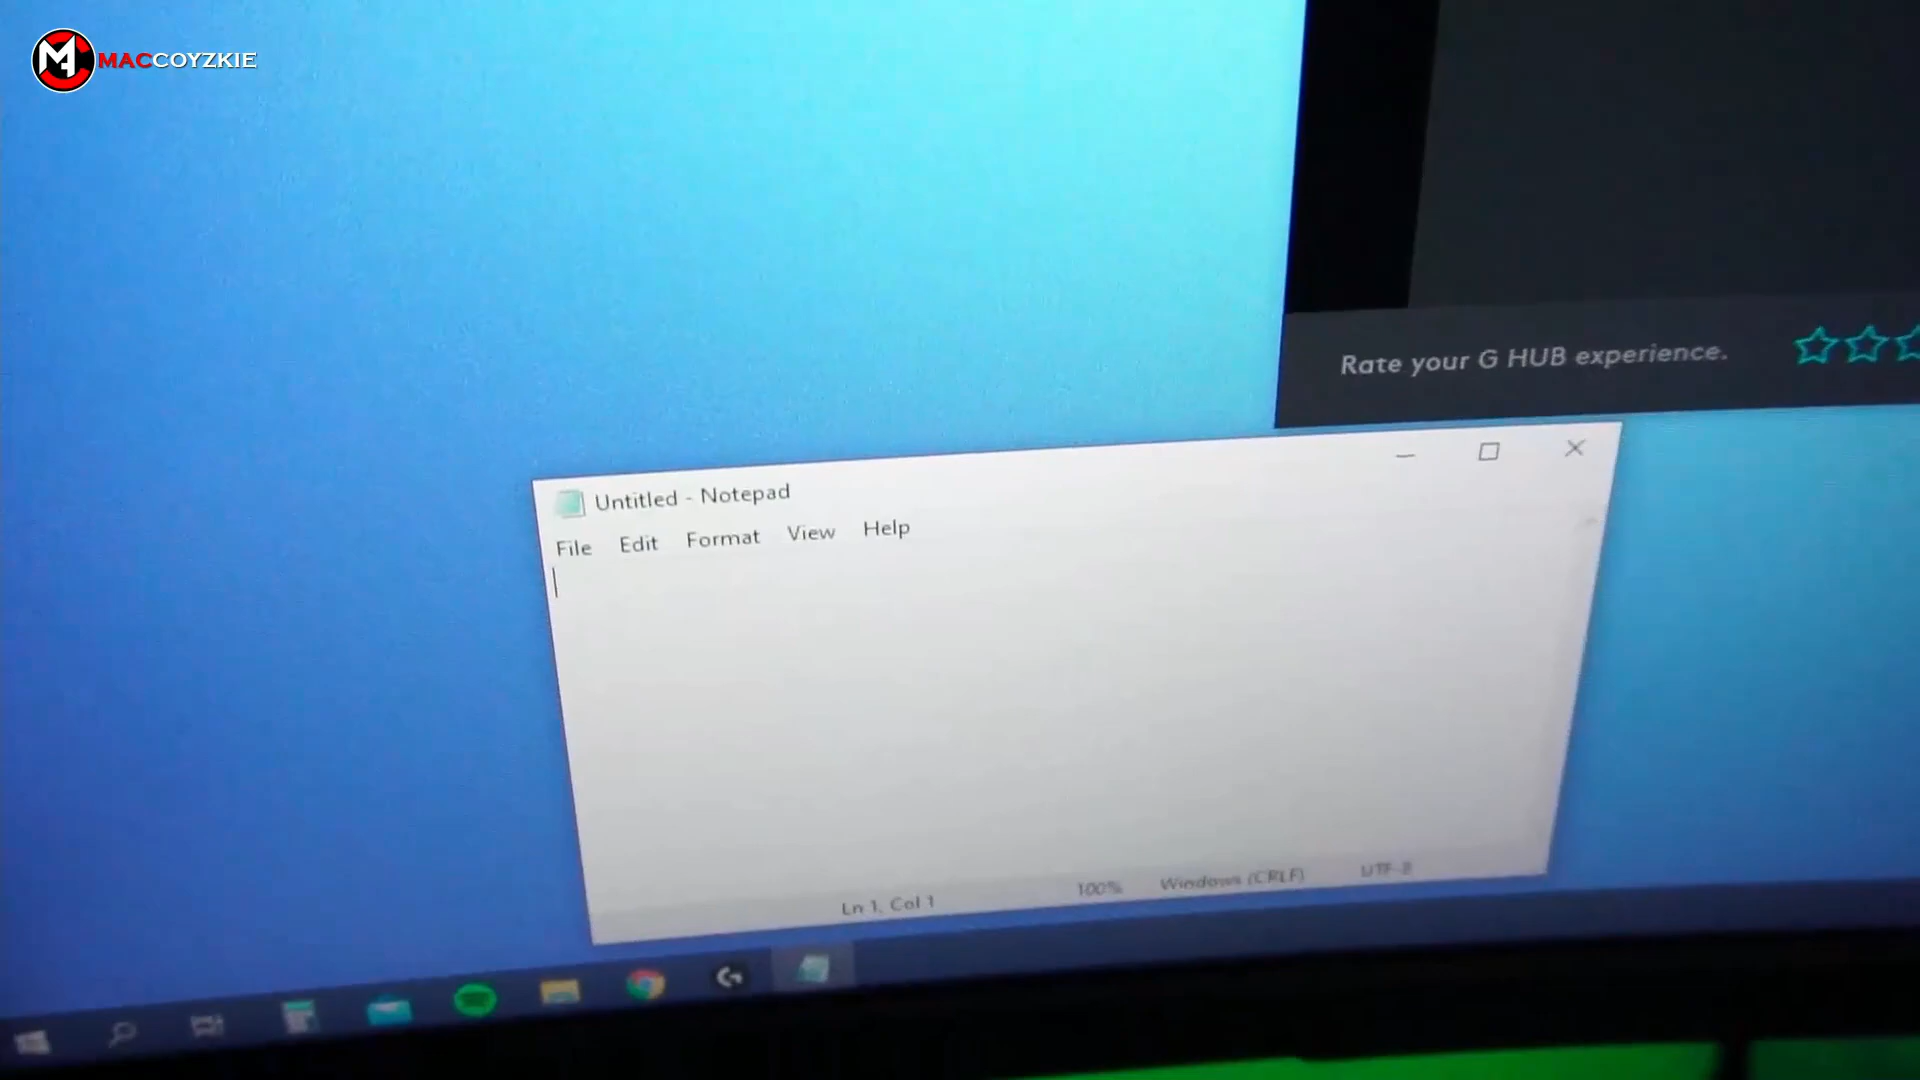 MACCOYZKIE
Rate your G HUB experience.
Untitled - Notepad
File Edit Format View Help
Ln 1, Col 1 100% Windows (CRLF) UTF-8